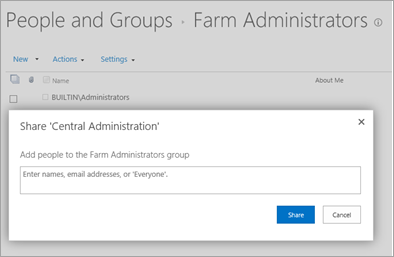 People and Groups › Farm Administrators
New Actions Settings
Name About Me
BUILTIN\Administrators
Share 'Central Administration'
Add people to the Farm Administrators group
Enter names, email addresses, or 'Everyone'.
Share Cancel